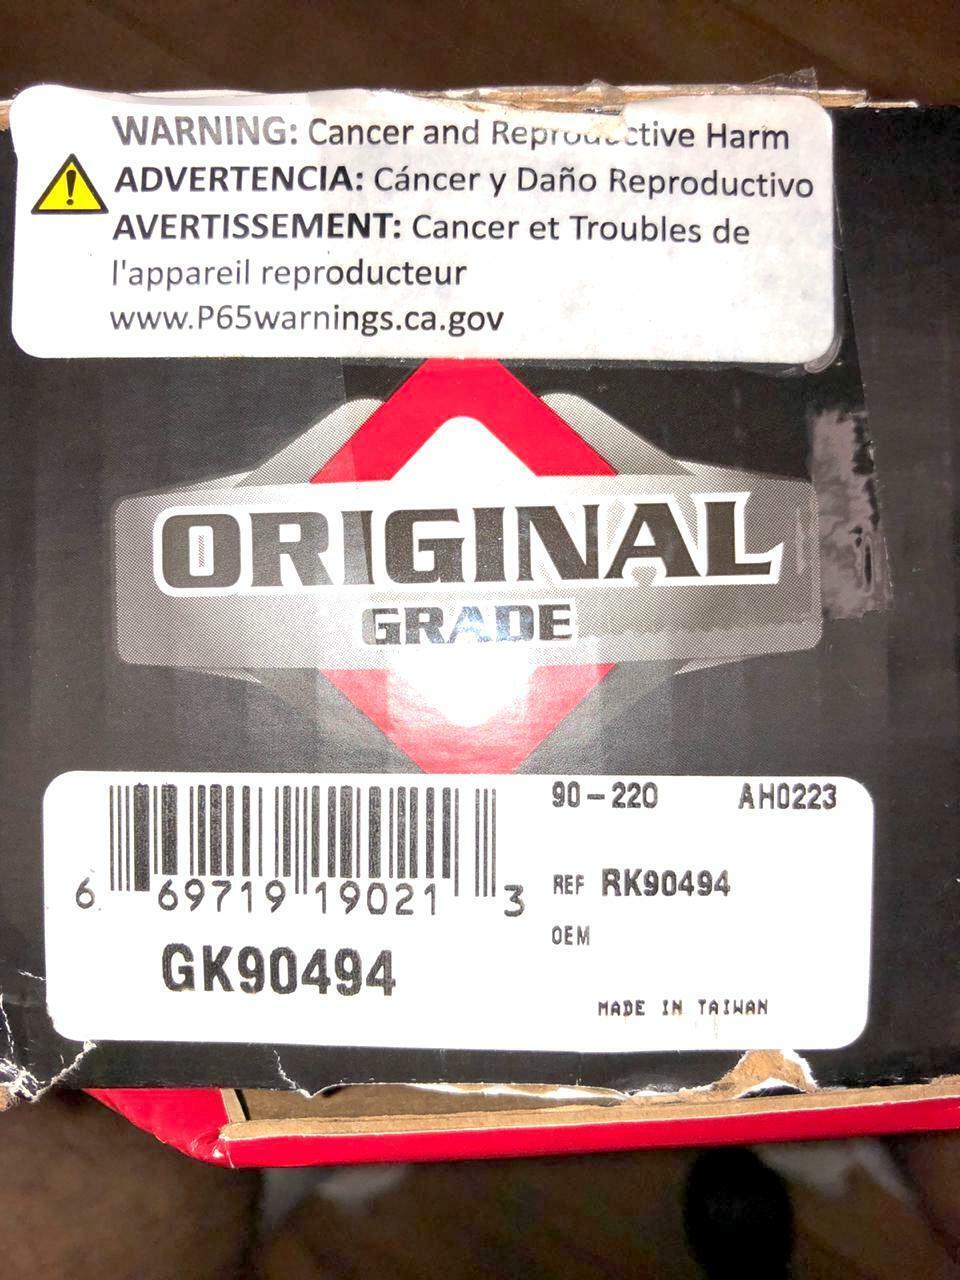 WARNING: Cancer and Reproductive Harm
ADVERTENCIA: Cáncer y Daño Reproductivo
AVERTISSEMENT: Cancer et Troubles de
l'appareil reproducteur
www.P65warnings.ca.gov
ORIGINAL
GRADE
90-220 AH0223
6 69719 19021 3
REF RK90494
OEM
GK90494
MADE IN TAIWAN